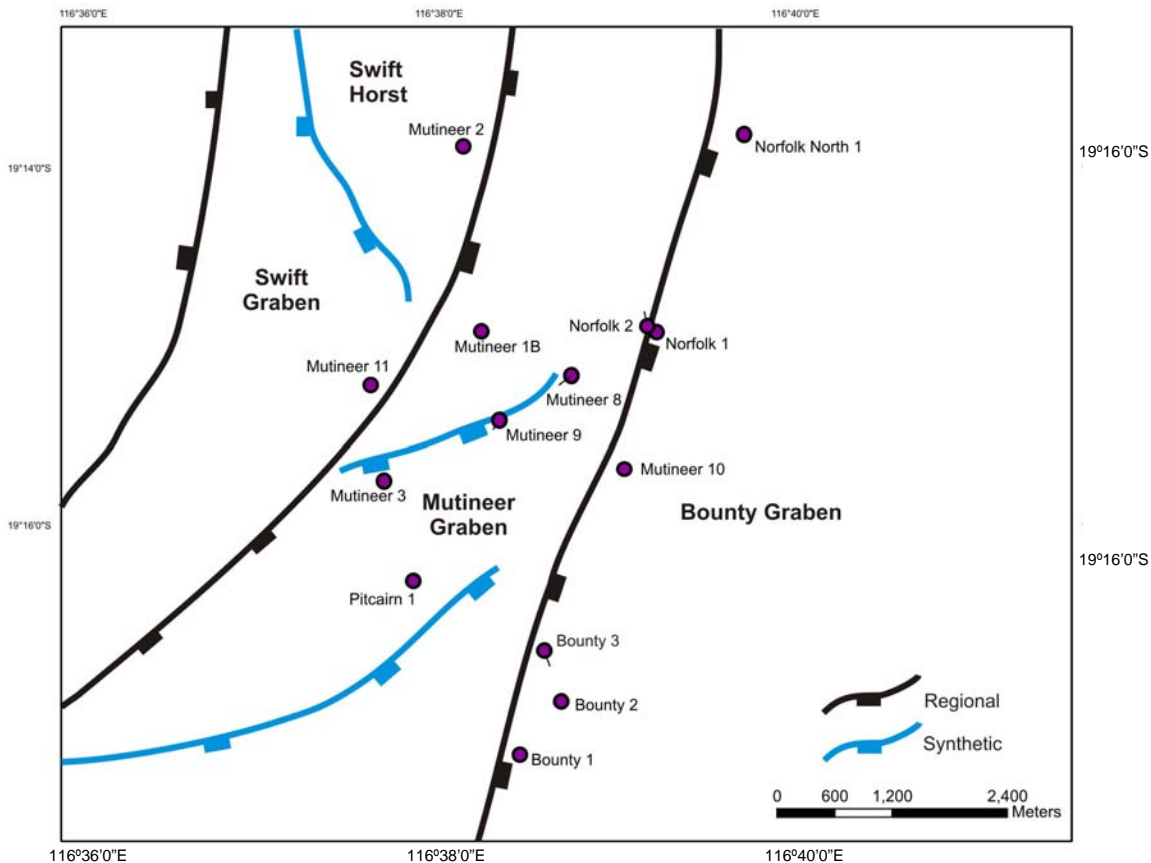 116°36'0"E
116°38'0"E
116°40'0"E
Swift
Horst
Mutineer 2
Norfolk North 1
19°14'0"S
19º16'0"S
Swift
Graben
Norfolk 2
Norfolk 1
Mutineer 1B
Mutineer 11
Mutineer 8
Mutineer 9
Mutineer 10
Mutineer 3
Mutineer
Graben
Bounty Graben
19°16'0"S
19º16'0"S
Pitcairn 1
Bounty 3
Bounty 2
Bounty 1
Regional
Synthetic
0 600 1,200 2,400
Meters
116º36'0"E
116º38'0"E
116º40'0"E